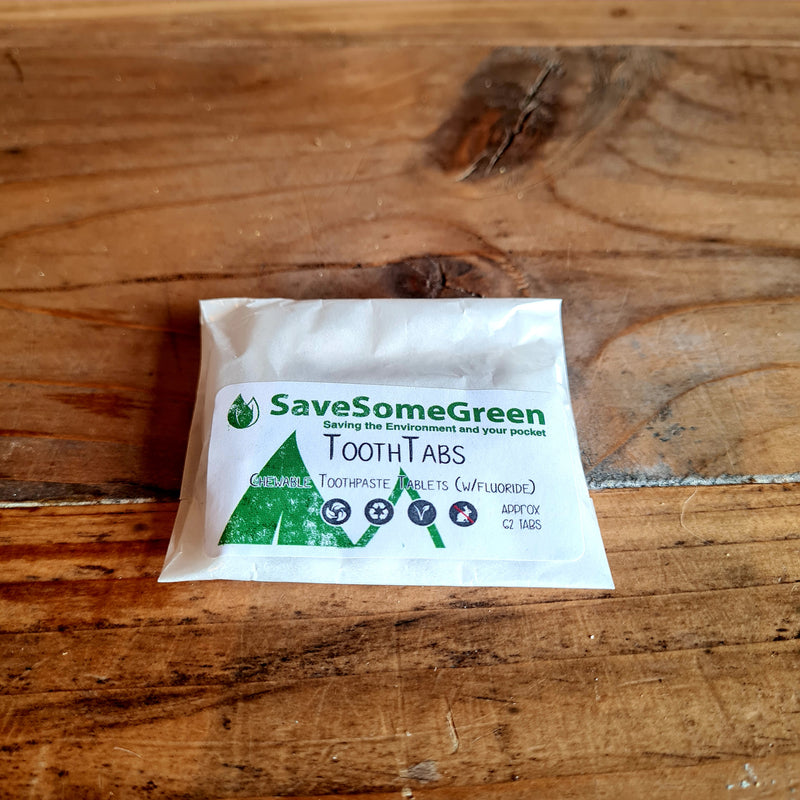 SaveSomeGreen
Saving the Environment and your pocket
ToothTabs
Chewable Toothpaste Tablets (w/fluoride)
Approx
62 tabs